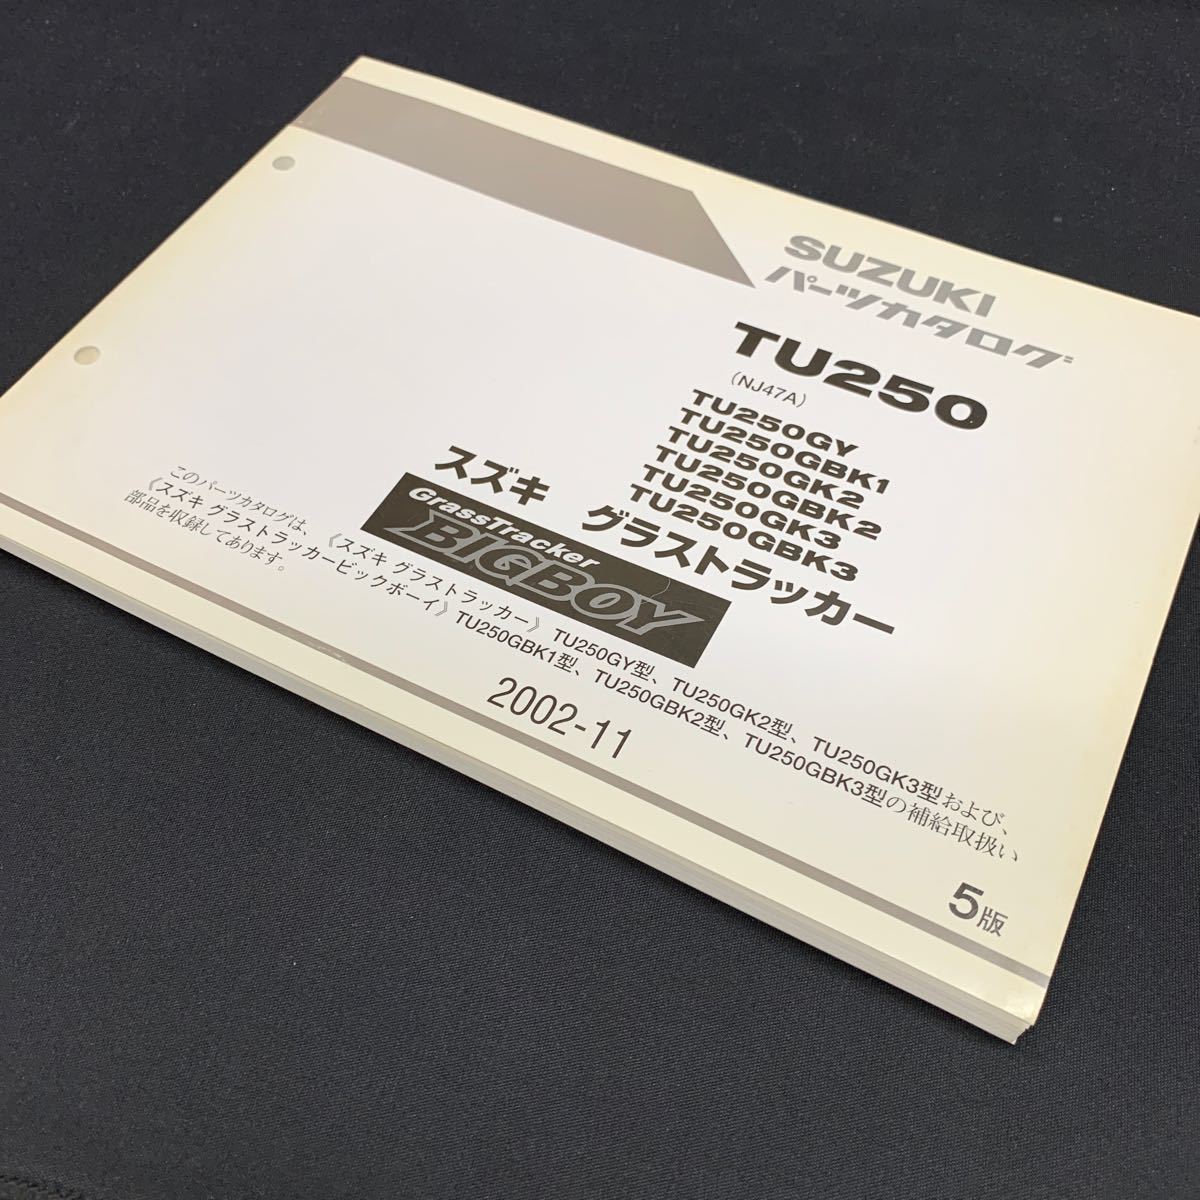 SUZUKI
パーツカタログ
TU250
(NJ47A)
TU250GY
TU250GBK1
TU250GK2
TU250GBK2
TU250GK3
TU250GBK3
スズキ グラストラッカー
GrassTracker
BIGBOY
このパーツカタログは、《スズキ グラストラッカー》TU250GY型、TU250GK2型、TU250GK3型および、
《スズキ グラストラッカービックボーイ》TU250GBK1型、TU250GBK2型、TU250GBK3型の補給取扱い
部品を収録してあります。
2002-11
5版